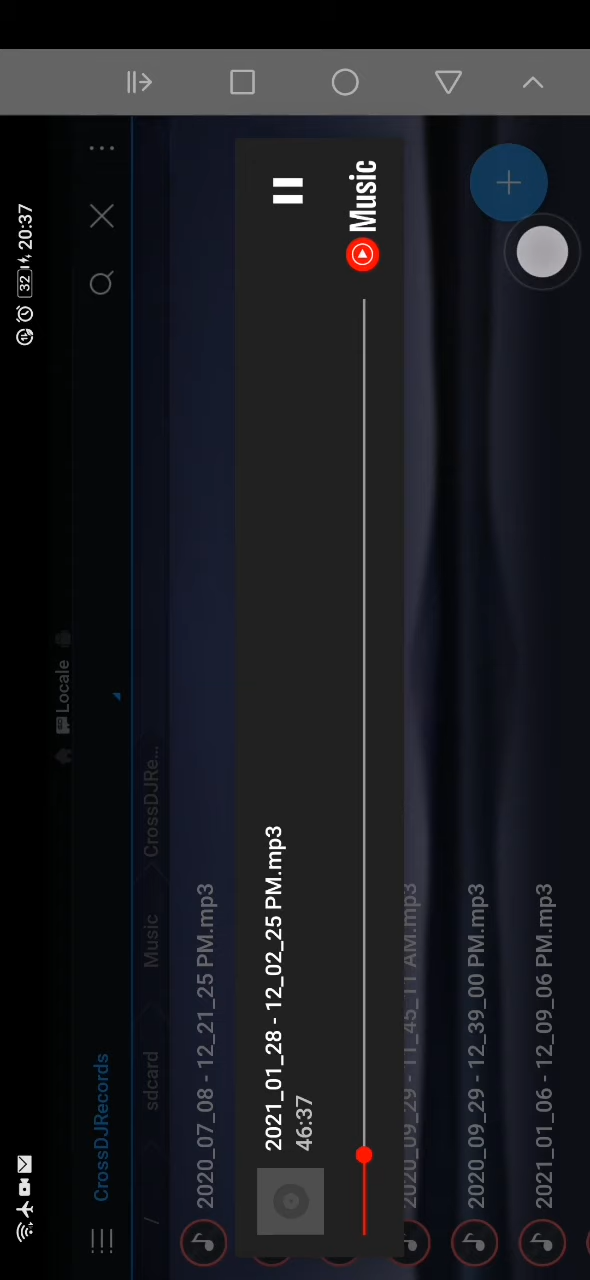 32 20:37
Locale
CrossDJRecords
/ sdcard Music CrossDJRe...
2020_07_08 - 12_21_25 PM.mp3
2021_01_28 - 12_02_25 PM.mp3
46:37
Music
2020_09_29 - 11_45_11 AM.mp3
2020_09_29 - 12_39_00 PM.mp3
2021_01_06 - 12_09_06 PM.mp3